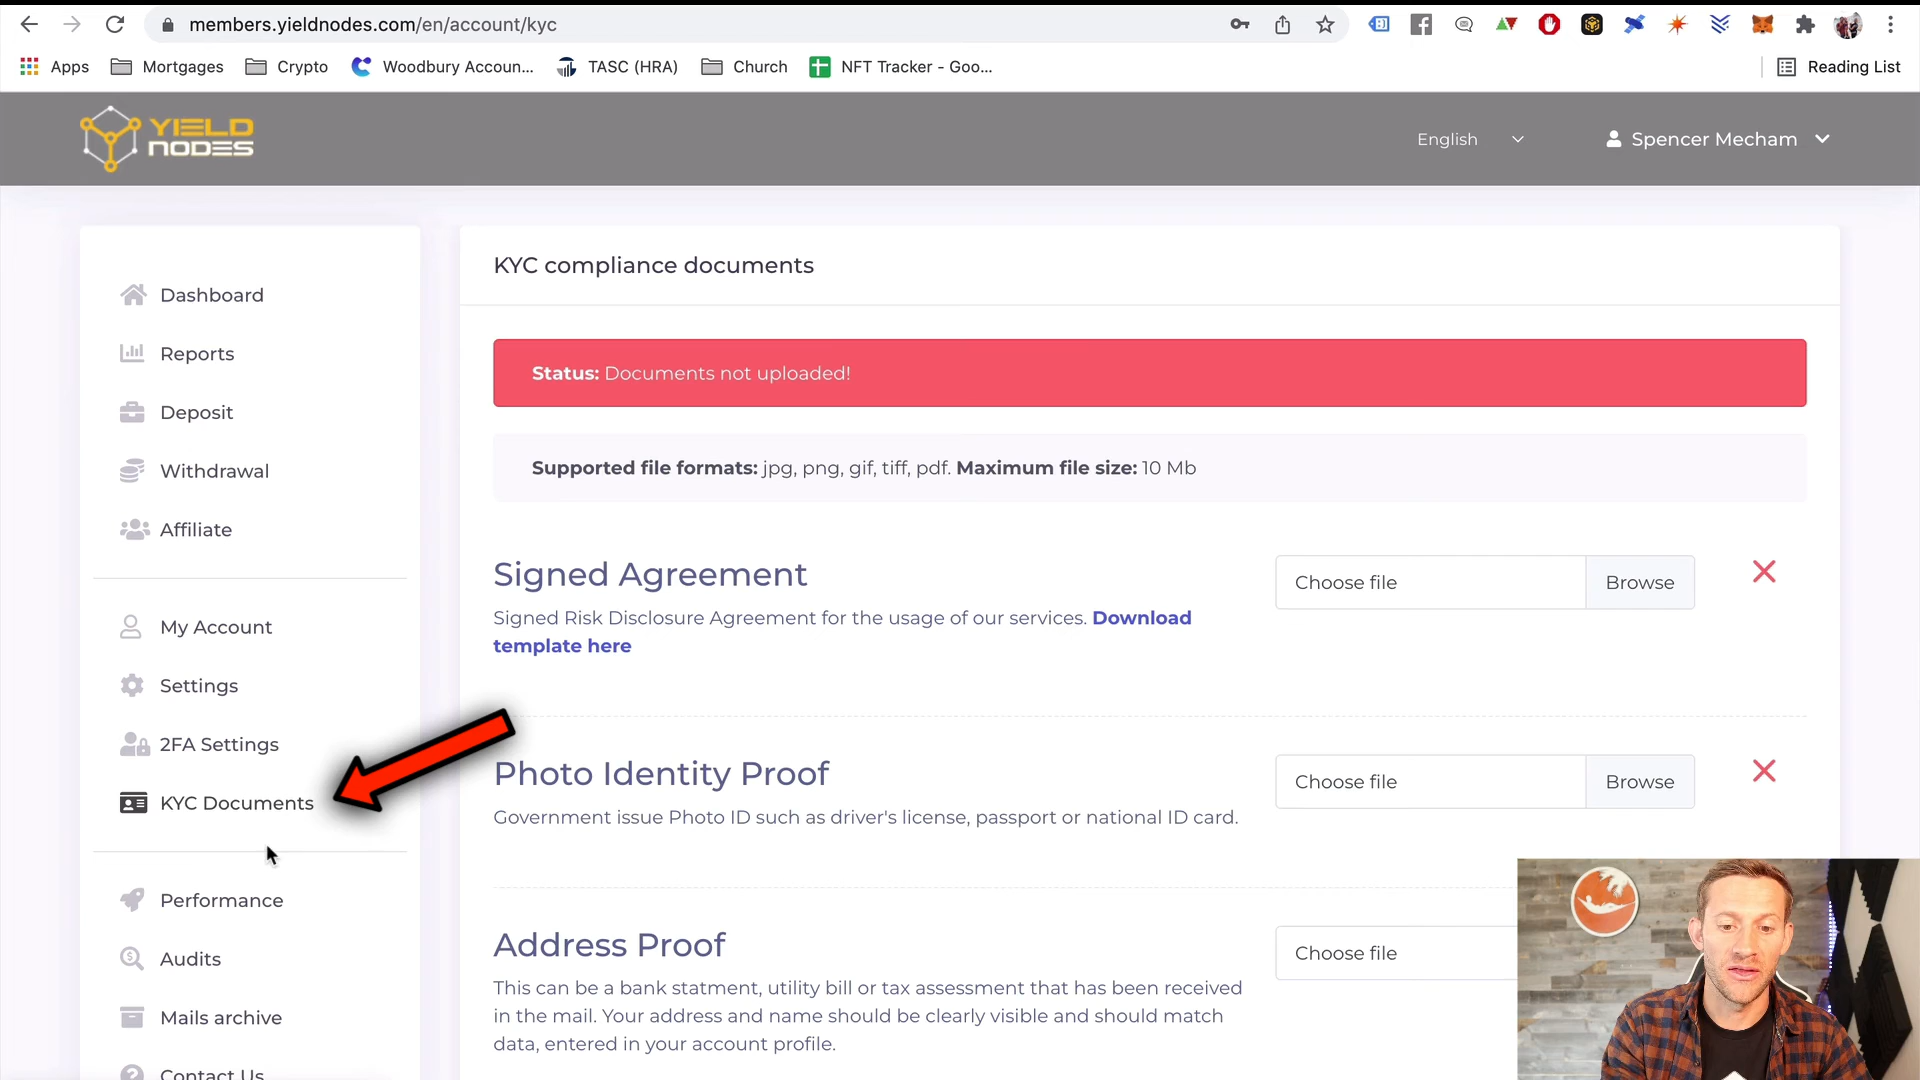 members.yieldnodes.com/en/account/kyc
Apps
Mortgages
Crypto
Woodbury Accoun...
TASC (HRA)
Church
NFT Tracker - Goo...
Reading List
YIELD
NODES
English
Spencer Mecham
Dashboard
Reports
Deposit
Withdrawal
Affiliate
My Account
Settings
2FA Settings
KYC Documents
Performance
Audits
Mails archive
Contact Us
KYC compliance documents
Status: Documents not uploaded!
Supported file formats: jpg, png, gif, tiff, pdf. Maximum file size: 10 Mb
Signed Agreement
Signed Risk Disclosure Agreement for the usage of our services. Download
template here
Choose file
Browse
Photo Identity Proof
Government issue Photo ID such as driver's license, passport or national ID card.
Choose file
Browse
Address Proof
This can be a bank statment, utility bill or tax assessment that has been received
in the mail. Your address and name should be clearly visible and should match
data, entered in your account profile.
Choose file